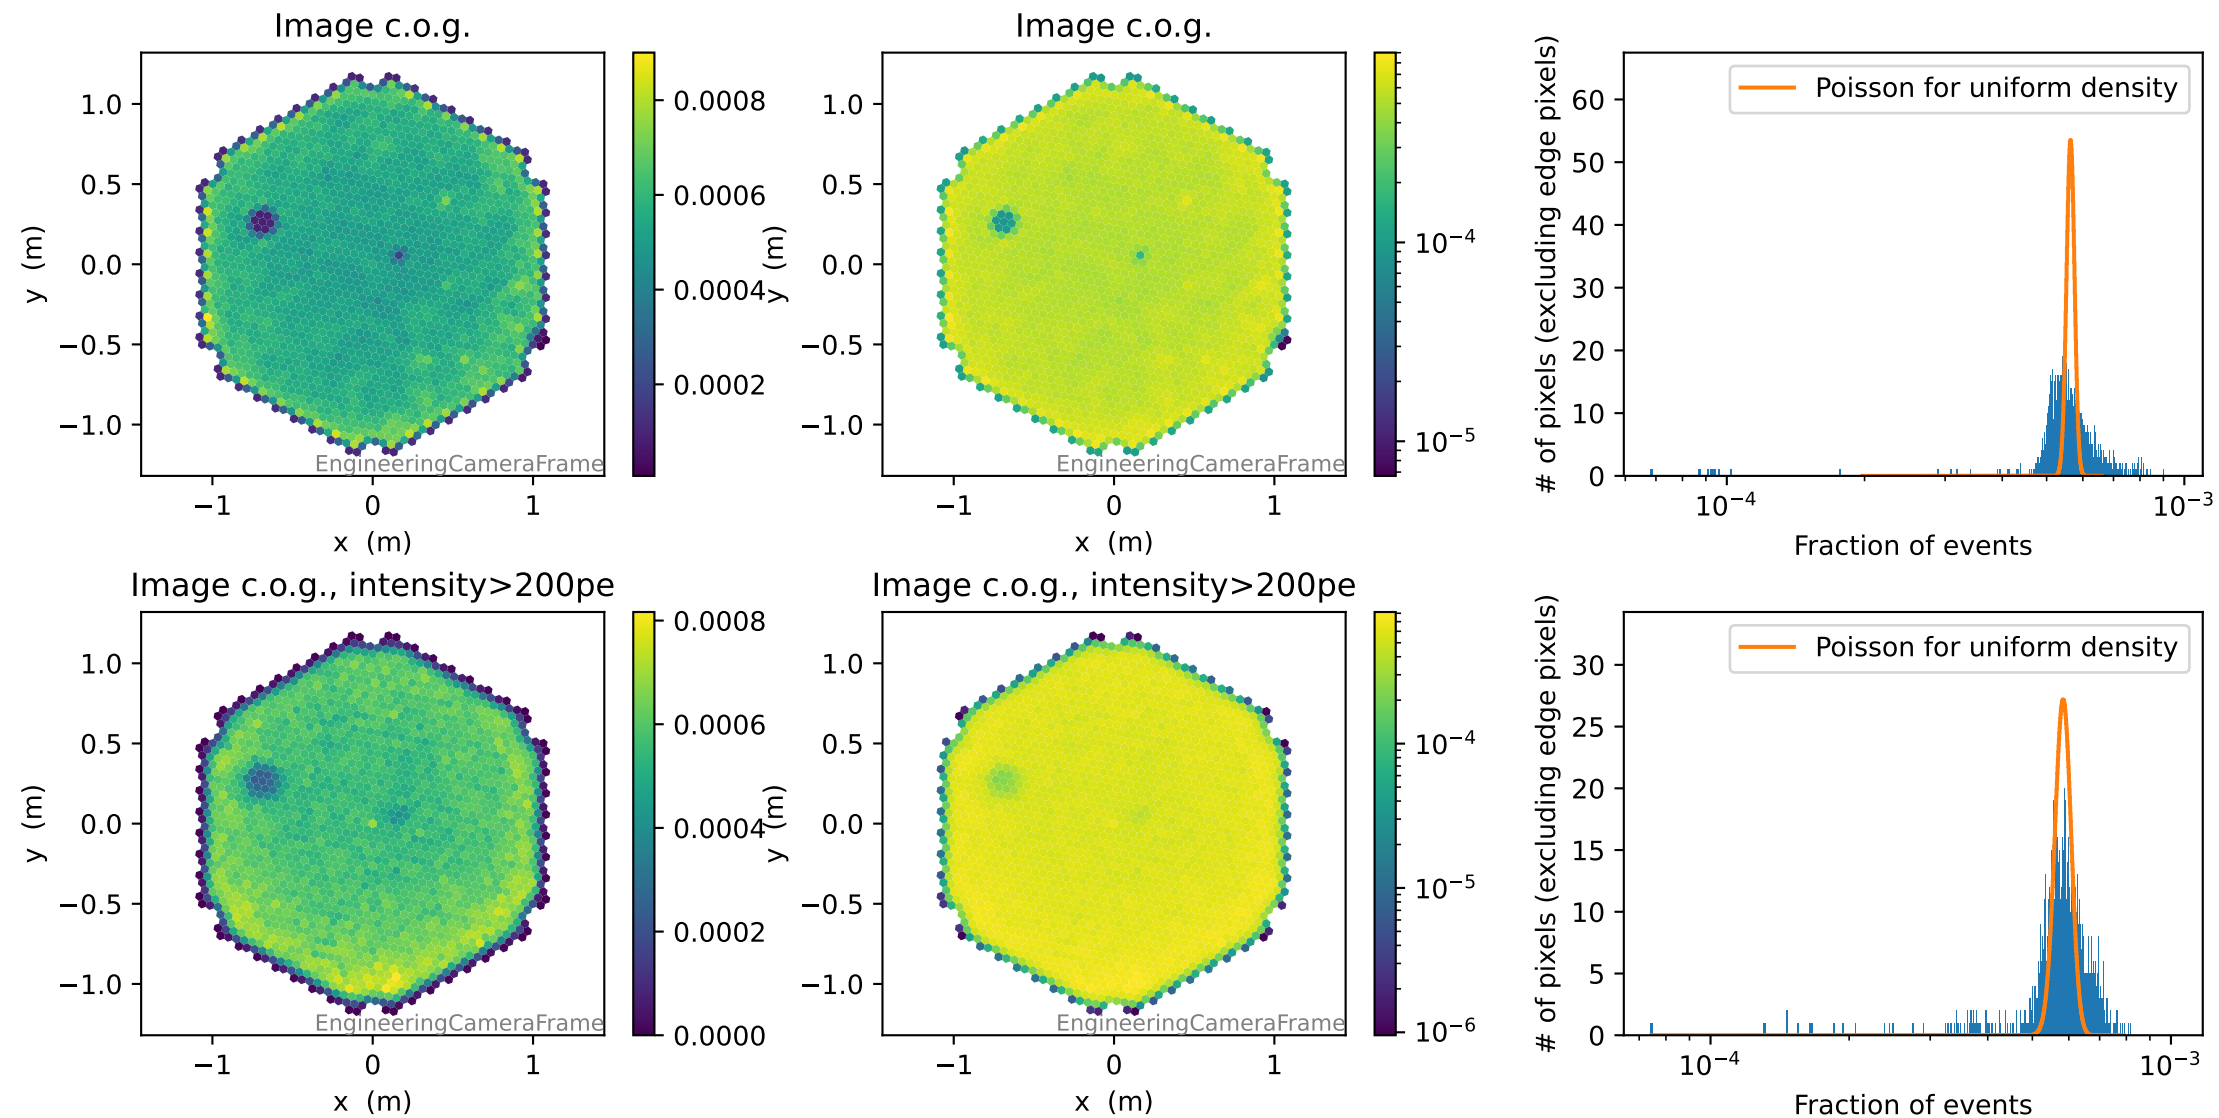 Image c.o.g.
1.0
0.5
0.0
−0.5
−1.0
y (m)
−1
0
1
x (m)
EngineeringCameraFrame
0.0008
0.0006
0.0004
0.0002
Image c.o.g.
y (m)
1.0
0.5
0.0
−0.5
−1.0
−1
0
1
x (m)
EngineeringCameraFrame
10⁻⁴
10⁻⁵
# of pixels (excluding edge pixels)
60
50
40
30
20
10
0
Poisson for uniform density
10⁻⁴
10⁻³
Fraction of events
Image c.o.g., intensity>200pe
1.0
0.5
0.0
−0.5
−1.0
y (m)
−1
0
1
x (m)
EngineeringCameraFrame
0.0008
0.0006
0.0004
0.0002
0.0000
Image c.o.g., intensity>200pe
y (m)
1.0
0.5
0.0
−0.5
−1.0
−1
0
1
x (m)
EngineeringCameraFrame
10⁻⁴
10⁻⁵
10⁻⁶
# of pixels (excluding edge pixels)
30
25
20
15
10
5
0
Poisson for uniform density
10⁻⁴
10⁻³
Fraction of events